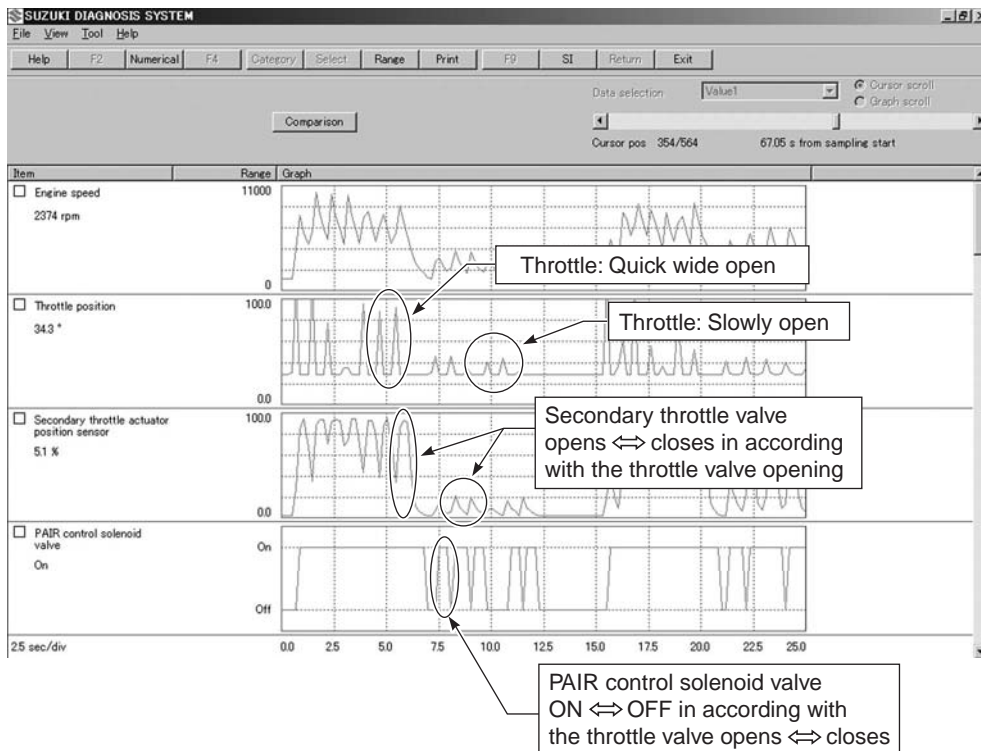 SUZUKI DIAGNOSIS SYSTEM
File View Tool Help
Help F2 Numerical F4 Category Select Range Print F9 SI Return Exit
Data selection Value1 Cursor scroll
Graph scroll
Comparison
Cursor pos 354/564 67.05 s from sampling start
Item Range Graph
Engine speed 11000
2374 rpm
0
Throttle: Quick wide open
Throttle position 100.0
34.3 °
0.0
Throttle: Slowly open
Secondary throttle actuator 100.0
position sensor
5.1 %
0.0
Secondary throttle valve
opens ⇔ closes in according
with the throttle valve opening
PAIR control solenoid
valve
On
On
Off
25 sec/div 0.0 2.5 5.0 7.5 10.0 12.5 15.0 17.5 20.0 22.5 25.0
PAIR control solenoid valve
ON ⇔ OFF in according with
the throttle valve opens ⇔ closes